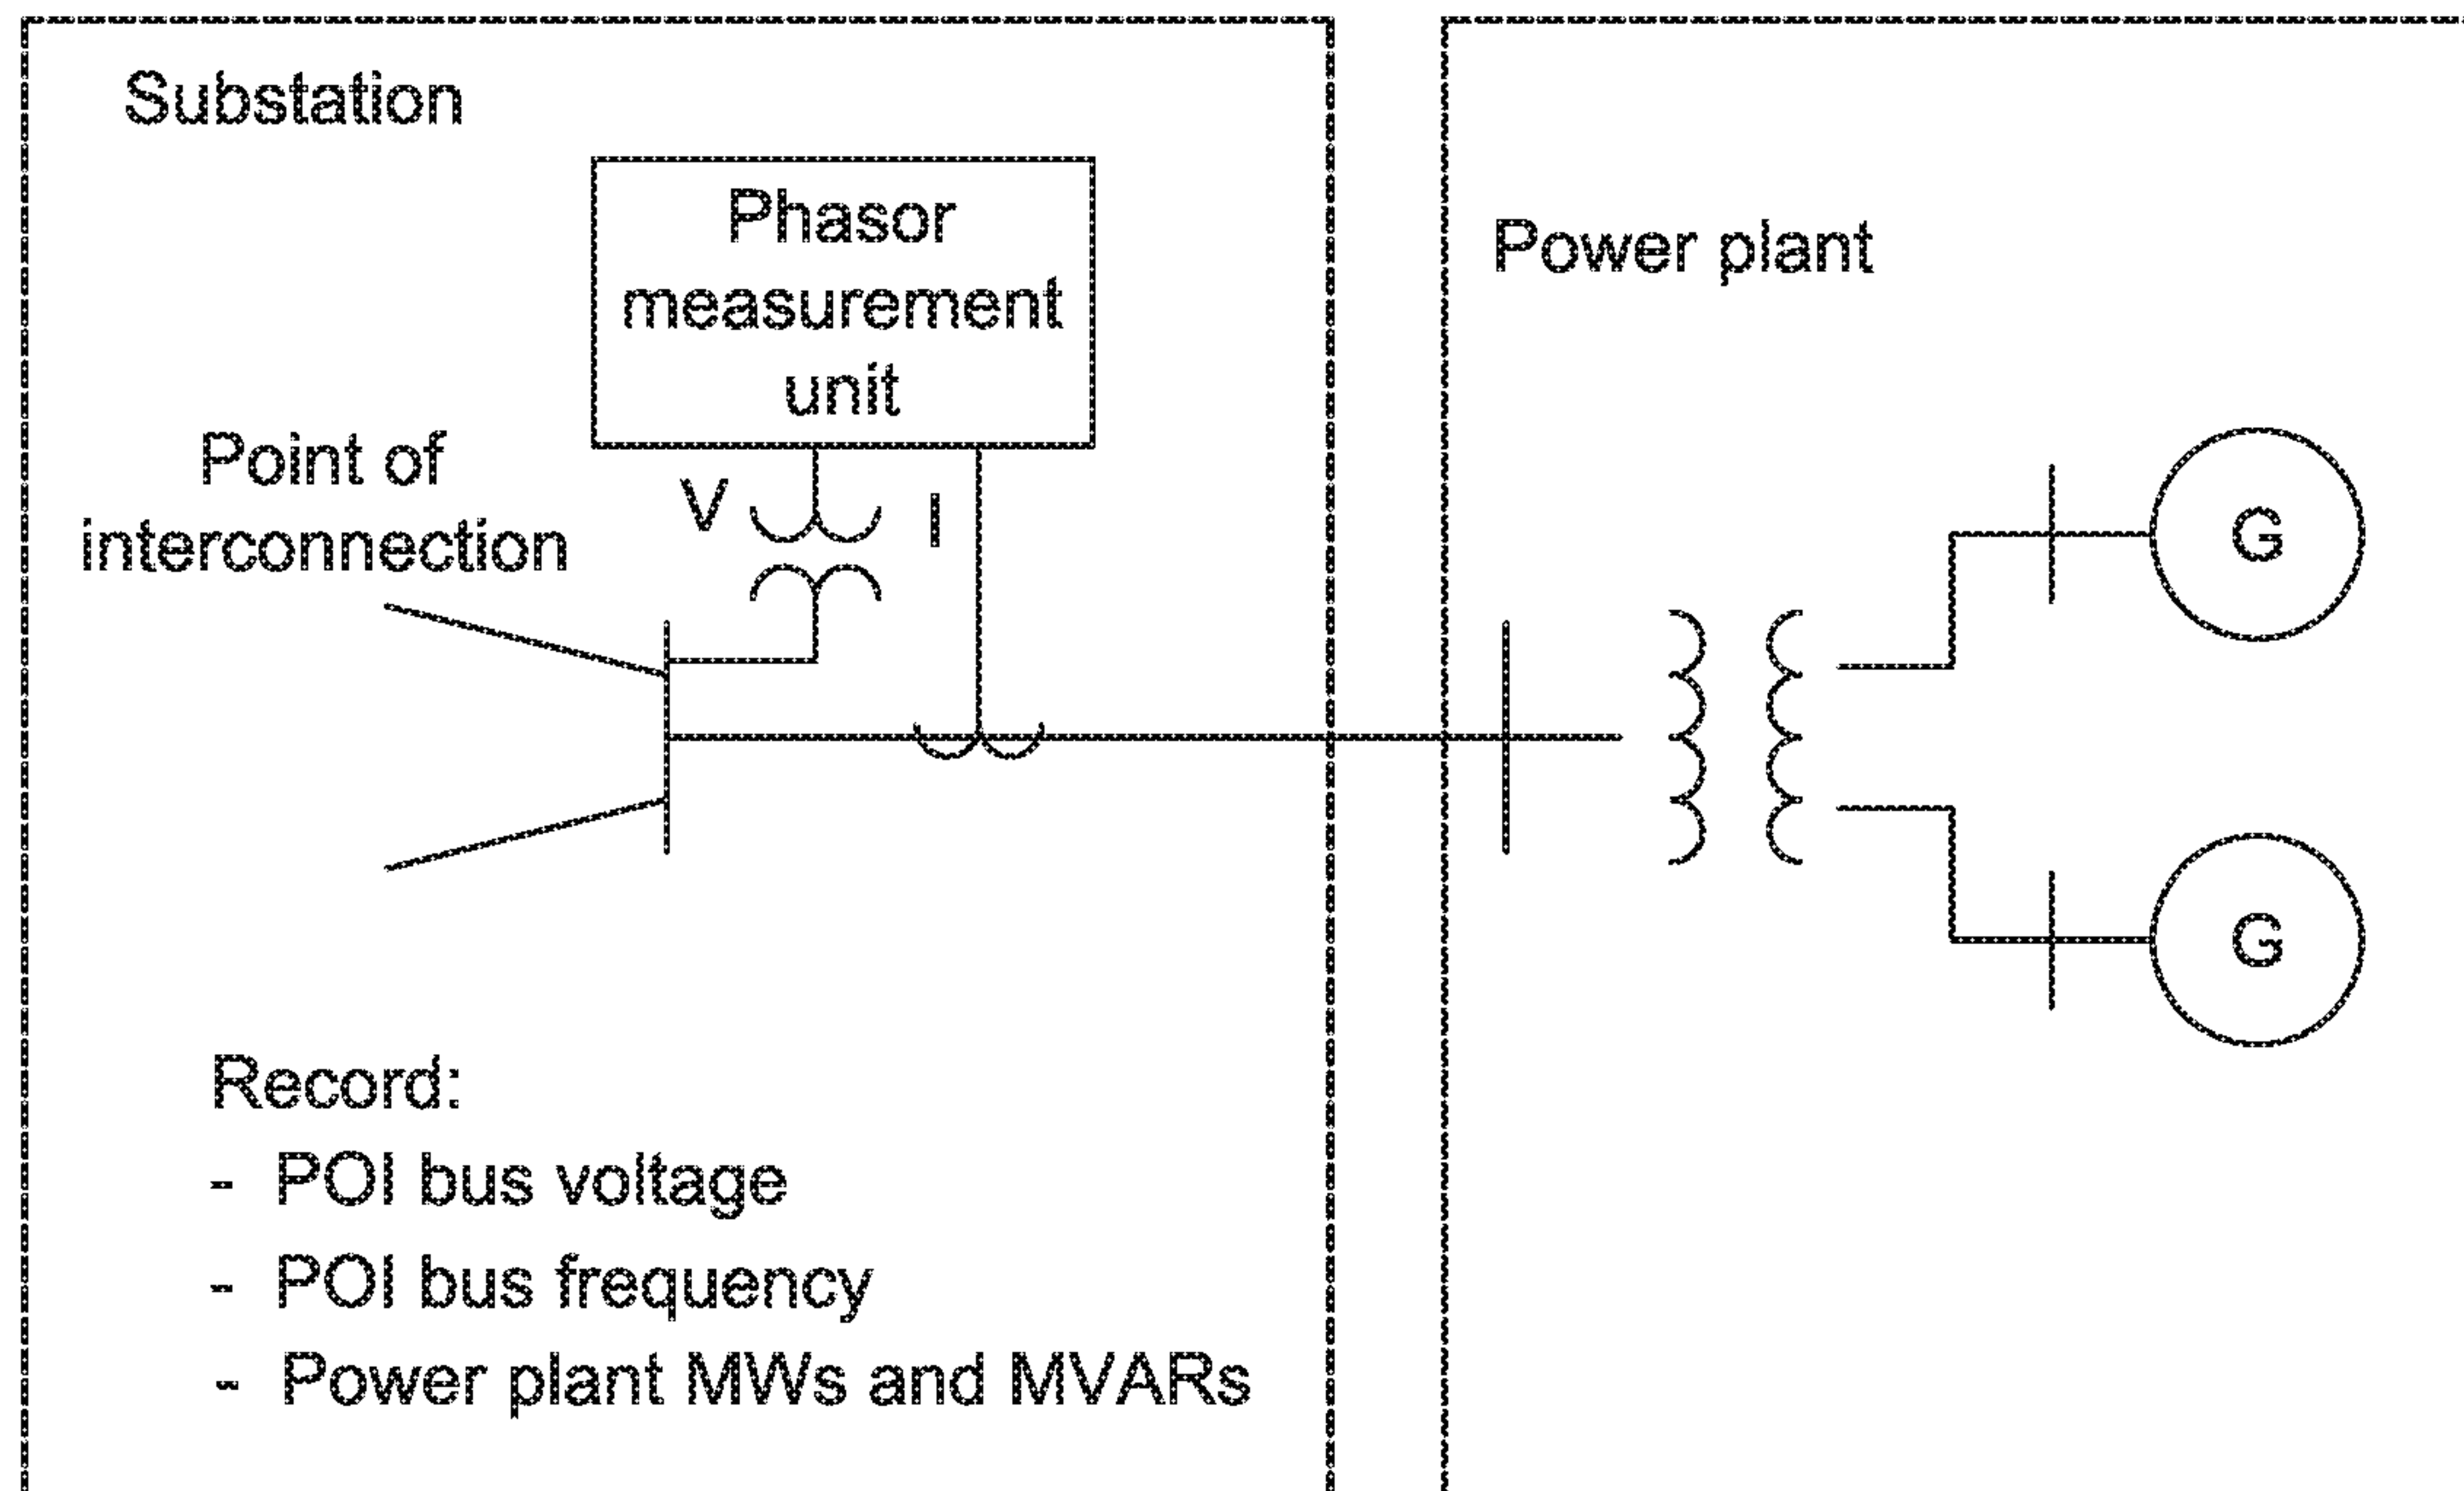 Substation
Phasor
measurement
unit
Power plant
Point of
interconnection
V
I
G
G
Record:
- POI bus voltage
- POI bus frequency
- Power plant MWs and MVARs